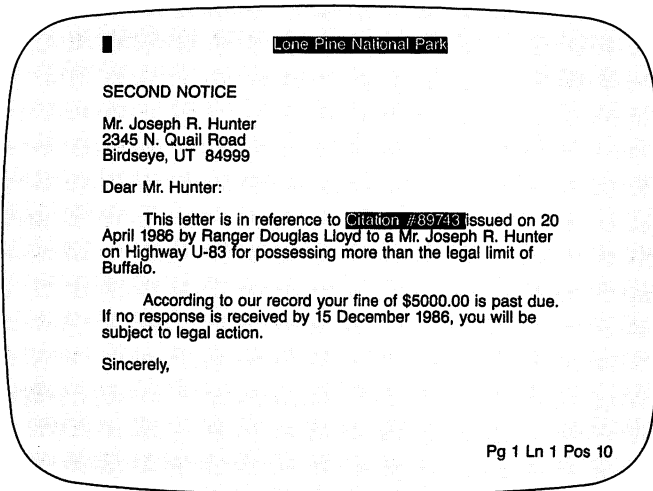 Lone Pine National Park
SECOND NOTICE
Mr. Joseph R. Hunter
2345 N. Quail Road
Birdseye, UT 84999
Dear Mr. Hunter:
This letter is in reference to Citation #89743 issued on 20
April 1986 by Ranger Douglas Lloyd to a Mr. Joseph R. Hunter
on Highway U-83 for possessing more than the legal limit of
Buffalo.
According to our record your fine of $5000.00 is past due.
If no response is received by 15 December 1986, you will be
subject to legal action.
Sincerely,
Pg 1 Ln 1 Pos 10